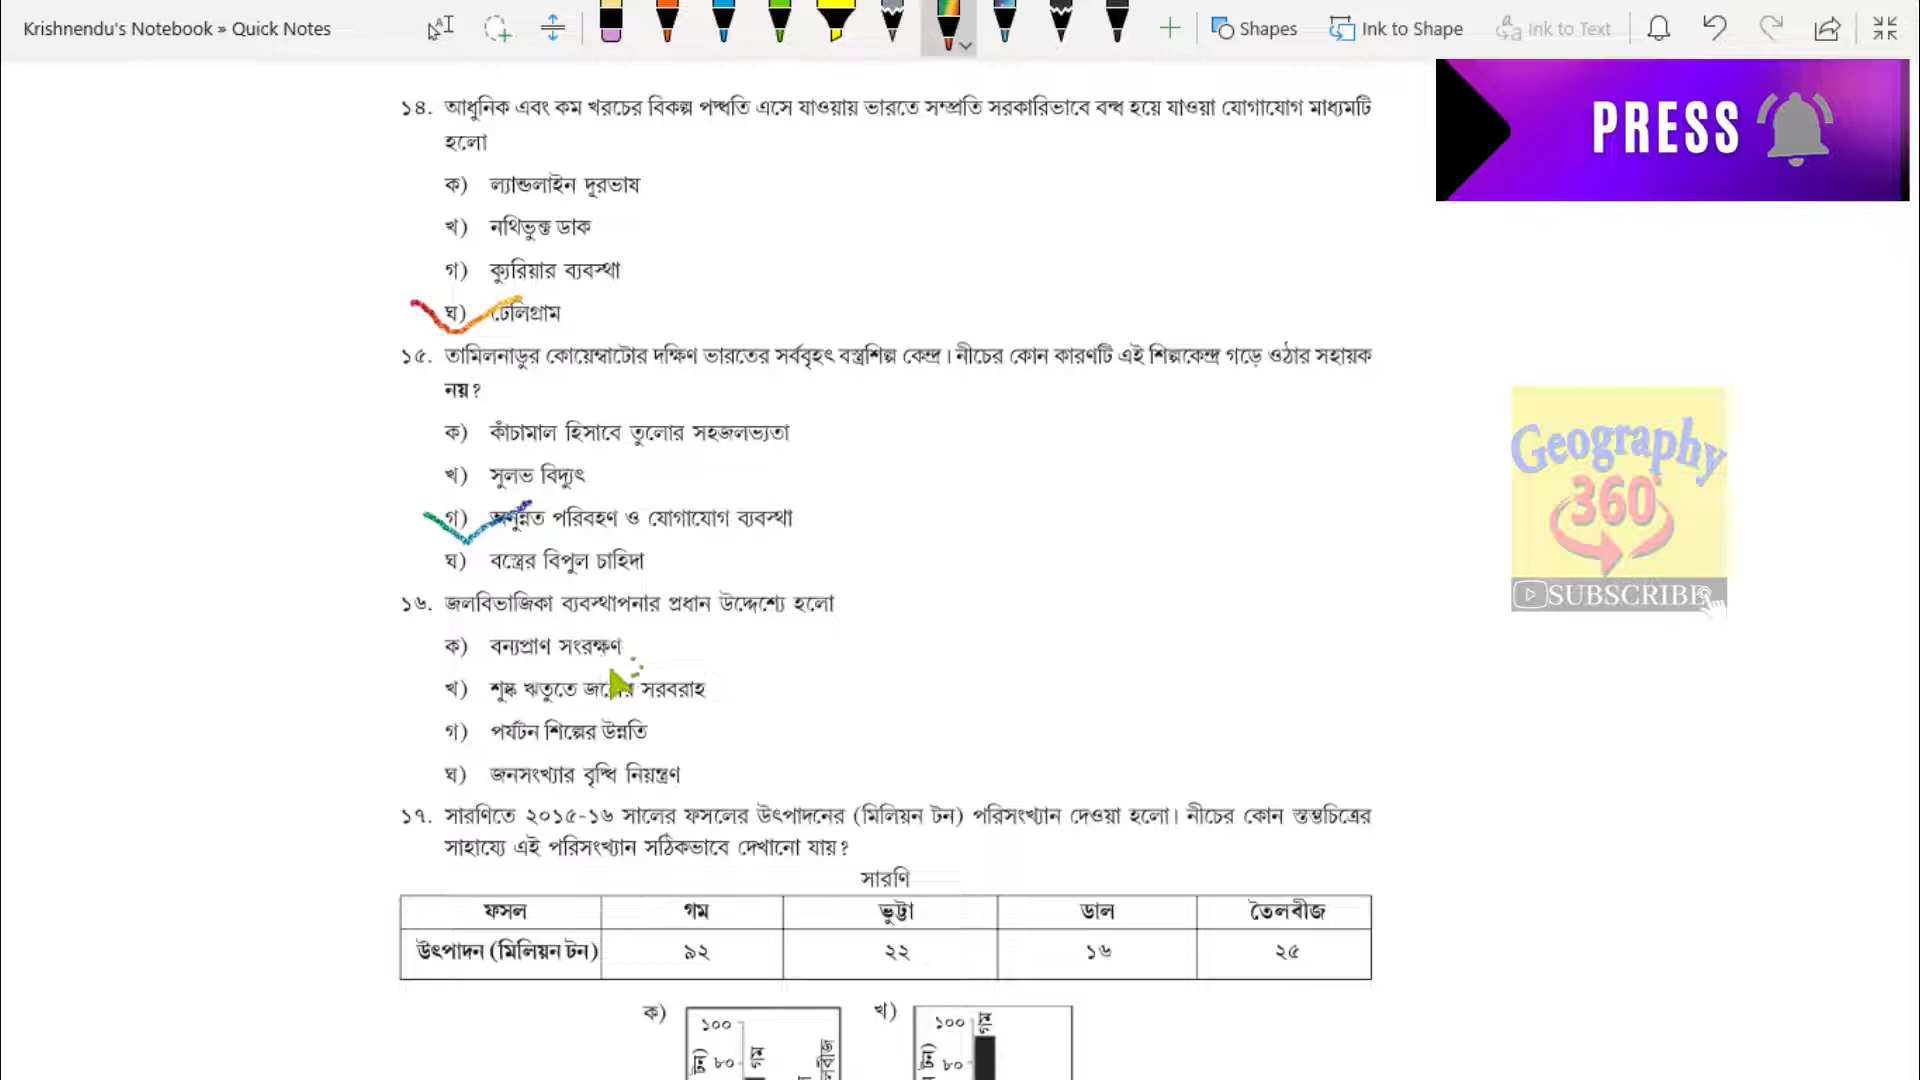 Krishnendu's Notebook » Quick Notes
Shapes
Ink to Shape
Ink to Text
PRESS
১৪. আধুনিক এবং কম খরচের বিকল্প পদ্ধতি এসে যাওয়ায় ভারতে সম্প্রতি সরকারিভাবে বন্ধ হয়ে যাওয়া যোগাযোগ মাধ্যমটি
হলো
ক) ল্যান্ডলাইন দূরভাষ
খ) নথিভুক্ত ডাক
গ) ক্যুরিয়ার ব্যবস্থা
ঘ) টেলিগ্রাম
১৫. তামিলনাড়ুর কোয়েম্বাটোর দক্ষিণ ভারতের সর্ববৃহৎ বস্ত্রশিল্প কেন্দ্র। নীচের কোন কারণটি এই শিল্পকেন্দ্র গড়ে ওঠার সহায়ক
নয়?
ক) কাঁচামাল হিসাবে তুলোর সহজলভ্যতা
খ) সুলভ বিদ্যুৎ
গ) অনুন্নত পরিবহণ ও যোগাযোগ ব্যবস্থা
ঘ) বস্ত্রের বিপুল চাহিদা
১৬. জলবিভাজিকা ব্যবস্থাপনার প্রধান উদ্দেশ্যে হলো
ক) বন্যপ্রাণ সংরক্ষণ
খ) শুষ্ক ঋতুতে জলের সরবরাহ
গ) পর্যটন শিল্পের উন্নতি
ঘ) জনসংখ্যার বৃদ্ধি নিয়ন্ত্রণ
১৭. সারণিতে ২০১৫-১৬ সালের ফসলের উৎপাদনের (মিলিয়ন টন) পরিসংখ্যান দেওয়া হলো। নীচের কোন স্তম্ভচিত্রের
সাহায্যে এই পরিসংখ্যান সঠিকভাবে দেখানো যায়?
সারণি
ফসল গম ভুট্টা ডাল তৈলবীজ
উৎপাদন (মিলিয়ন টন) ৯২ ২২ ১৬ ২৫
ক)
১০০
৮০
গম
খ)
১০০
৮০
গম
Geography
360°
SUBSCRIBE